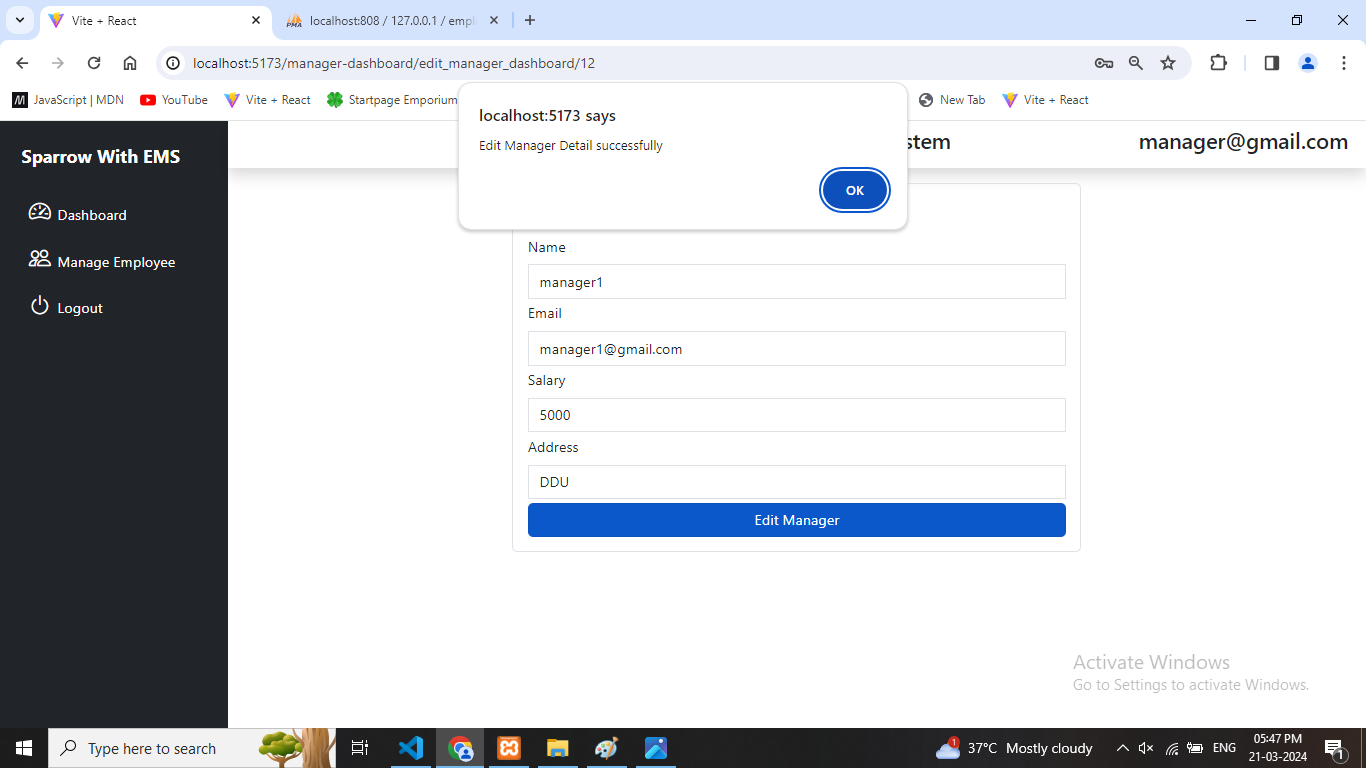 Vite + React
localhost:808 / 127.0.0.1 / empl
localhost:5173/manager-dashboard/edit_manager_dashboard/12
JavaScript | MDN
YouTube
Vite + React
Startpage Emporium
New Tab
Vite + React
localhost:5173 says
Edit Manager Detail successfully
OK
Sparrow With EMS
stem
manager@gmail.com
Dashboard
Manage Employee
Logout
Name
manager1
Email
manager1@gmail.com
Salary
5000
Address
DDU
Edit Manager
Activate Windows
Go to Settings to activate Windows.
Type here to search
1
37°C Mostly cloudy
ENG
05:47 PM
21-03-2024
1